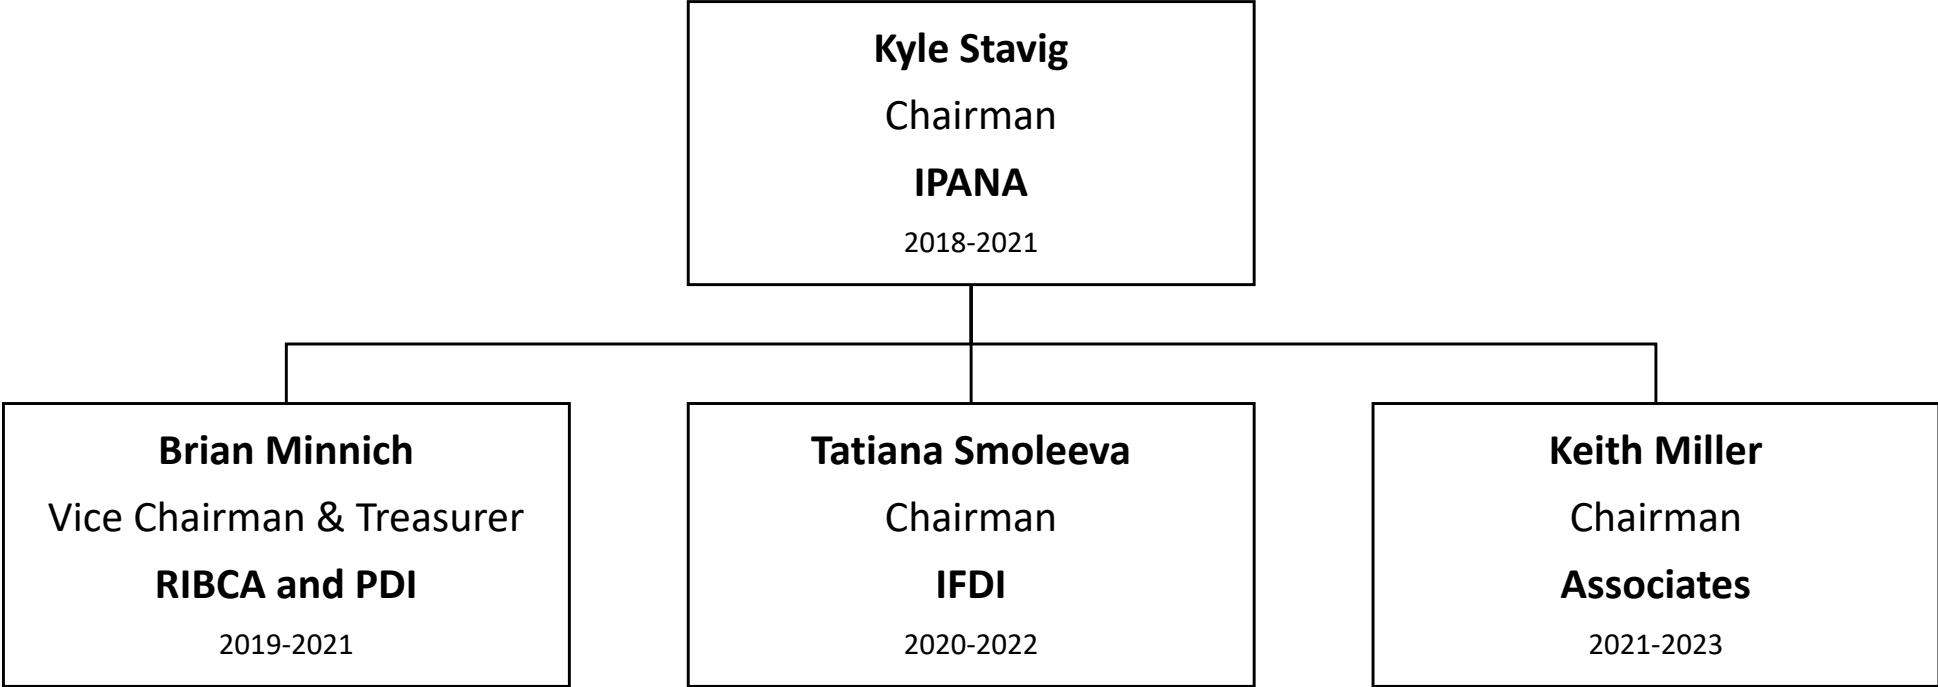 Kyle Stavig
Chairman
IPANA
2018-2021
Brian Minnich
Vice Chairman & Treasurer
RIBCA and PDI
2019-2021
Tatiana Smoleeva
Chairman
IFDI
2020-2022
Keith Miller
Chairman
Associates
2021-2023